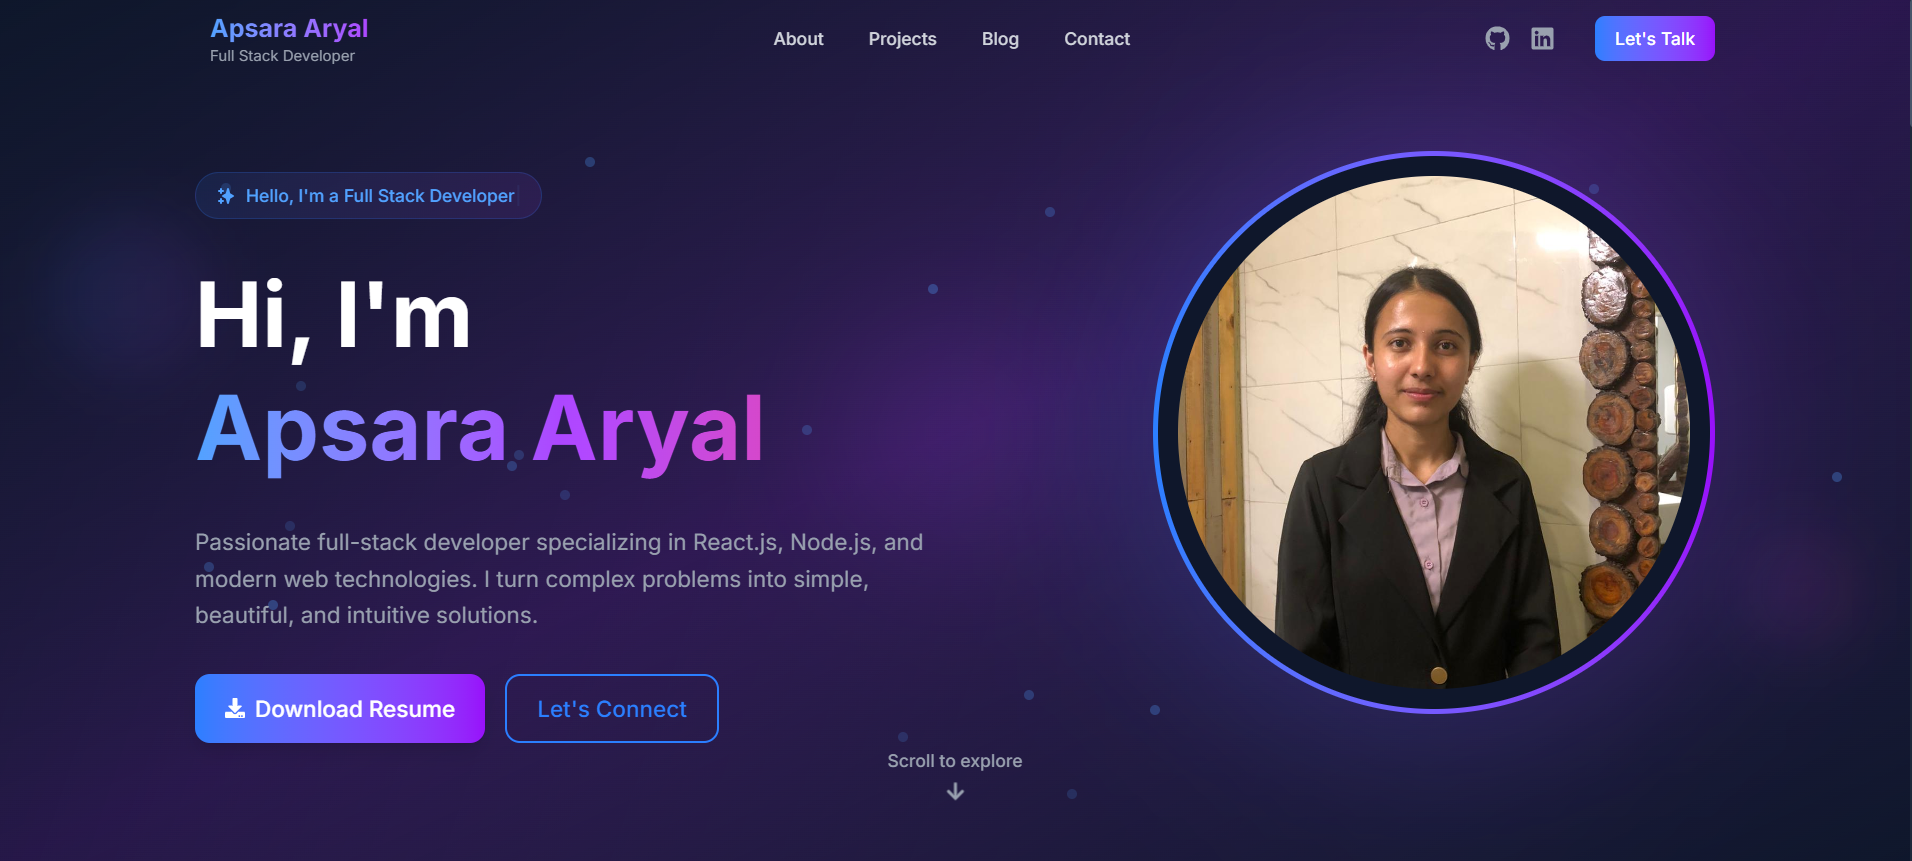 Apsara Aryal
Full Stack Developer
About
Projects
Blog
Contact
Let's Talk
Hello, I'm a Full Stack Developer
Hi, I'm
Apsara Aryal
Passionate full-stack developer specializing in React.js, Node.js, and
modern web technologies. I turn complex problems into simple,
beautiful, and intuitive solutions.
Download Resume
Let's Connect
Scroll to explore